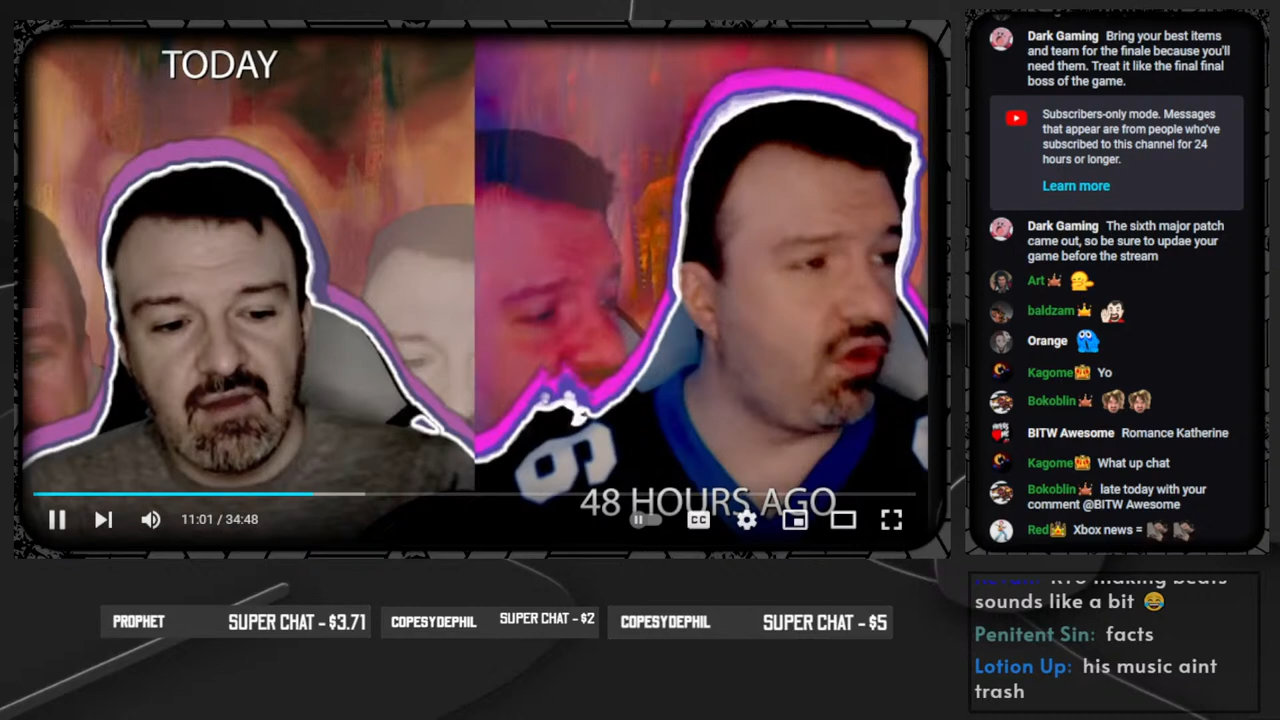 TODAY
48 HOURS AGO
11:01 / 34:48
CC
Dark Gaming Bring your best items
and team for the finale because you'll
need them. Treat it like the final final
boss of the game.
Subscribers-only mode. Messages
that appear are from people who've
subscribed to this channel for 24
hours or longer.
Learn more
Dark Gaming The sixth major patch
came out, so be sure to updae your
game before the stream
Art
baldzam
Orange
Kagome Yo
Bokoblin
BITW Awesome Romance Katherine
Kagome What up chat
Bokoblin late today with your
comment @BITW Awesome
Red Xbox news =
PROPHET SUPER CHAT - $3.71
COPESYDEPHIL SUPER CHAT - $2
COPESYDEPHIL SUPER CHAT - $5
making beats
sounds like a bit 😂
Penitent Sin: facts
Lotion Up: his music aint
trash